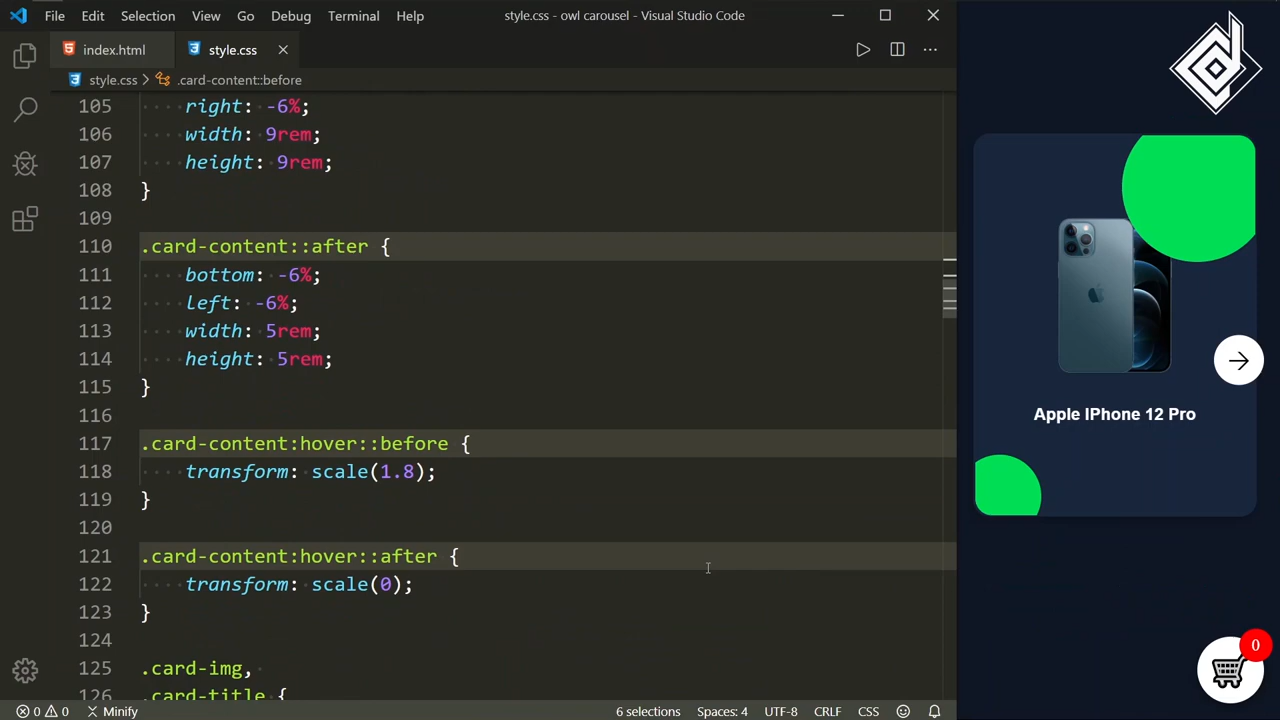 File Edit Selection View Go Debug Terminal Help style.css - owl carousel - Visual Studio Code
index.html style.css
style.css .card-content::before
105 right: -6%;
106 width: 9rem;
107 height: 9rem;
108 }
109
110 .card-content::after {
111 bottom: -6%;
112 left: -6%;
113 width: 5rem;
114 height: 5rem;
115 }
116
117 .card-content:hover::before {
118 transform: scale(1.8);
119 }
120
121 .card-content:hover::after {
122 transform: scale(0);
123 }
124
125 .card-img,
126 .card-title {
0 0 Minify 6 selections Spaces: 4 UTF-8 CRLF CSS
Apple IPhone 12 Pro
0